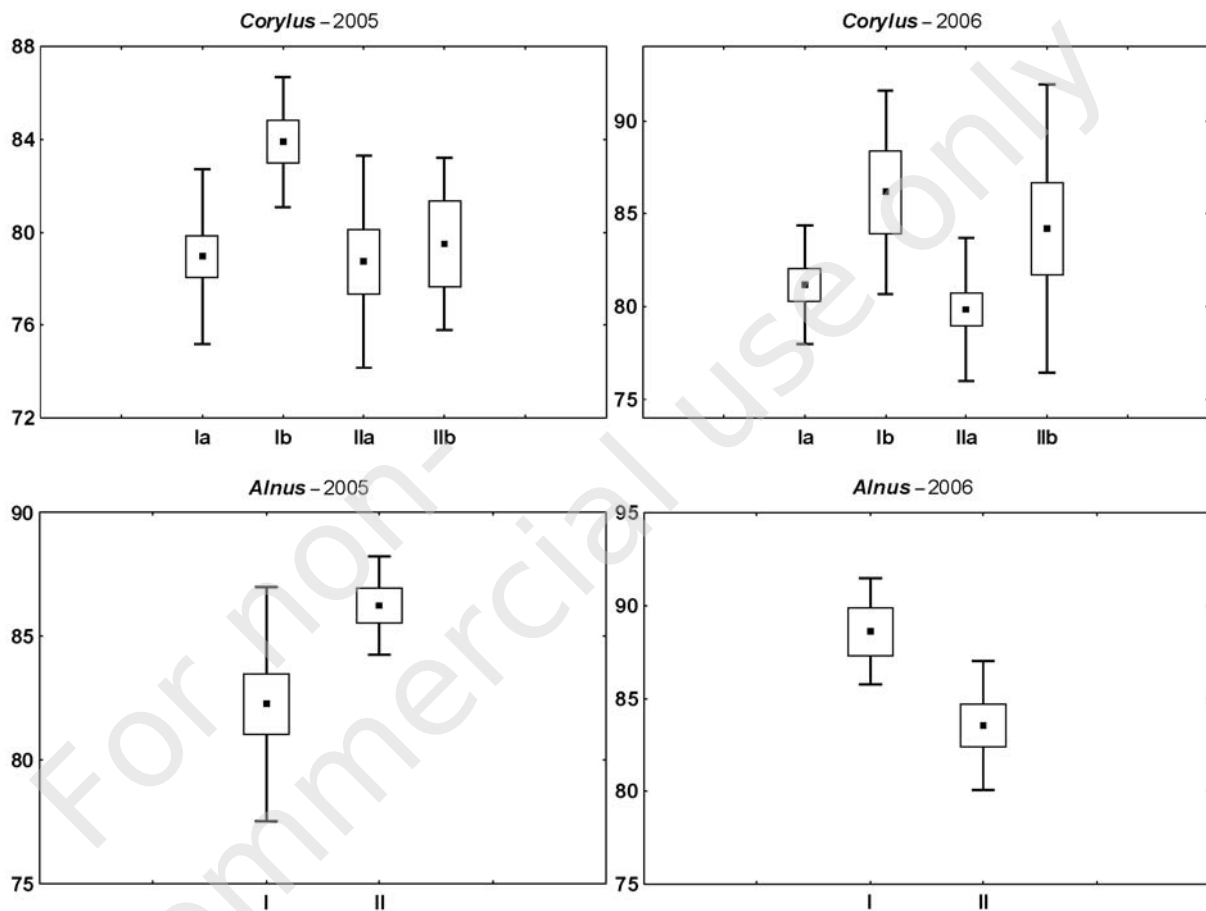 Corylus – 2005
88
84
80
76
72
Ia Ib IIa IIb
Corylus – 2006
90
85
80
75
Ia Ib IIa IIb
Alnus – 2005
90
85
80
75
I II
Alnus – 2006
95
90
85
80
75
I II
For non-
commercial use only